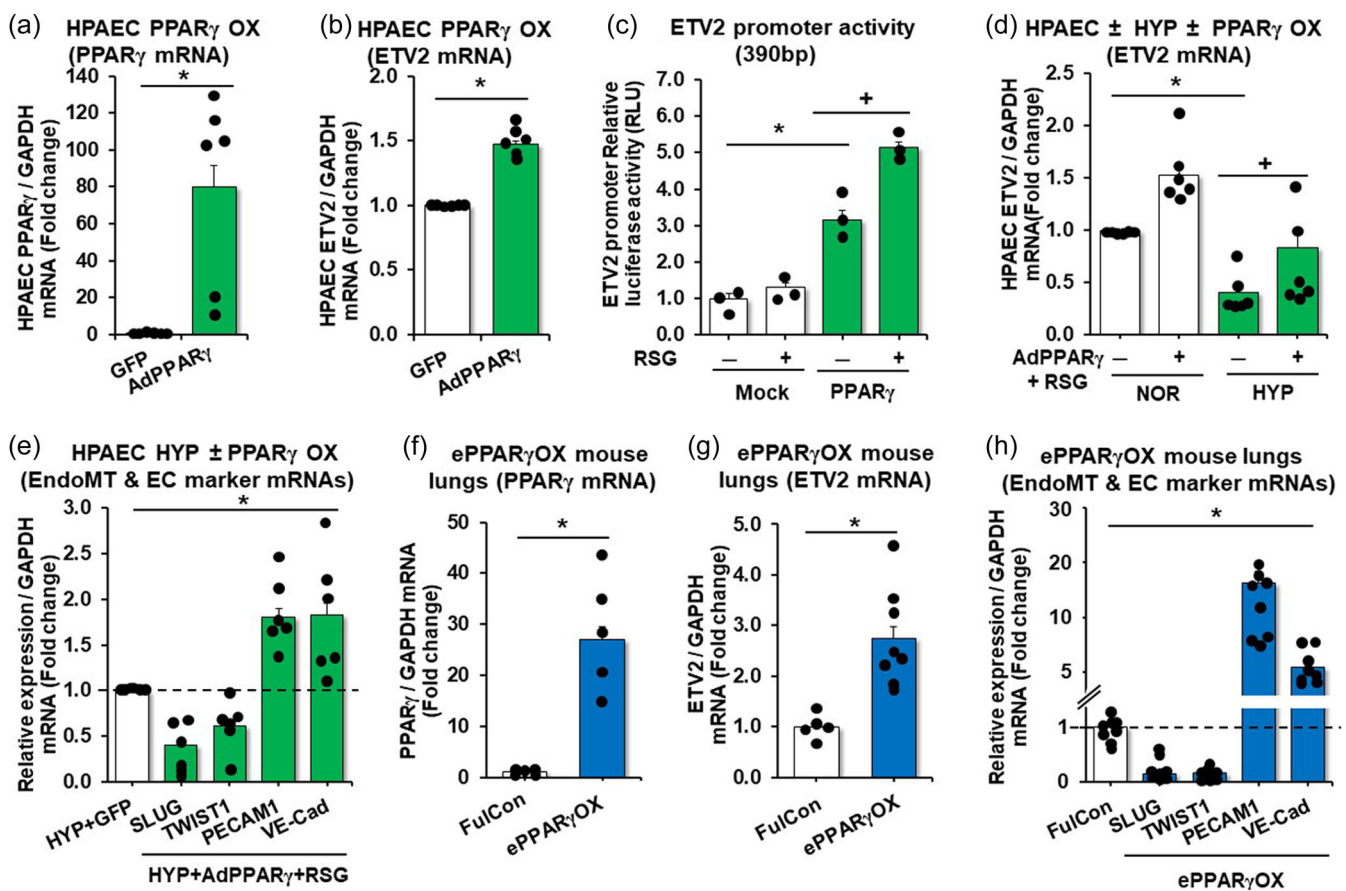 (a)
HPAEC PPARγ OX
(PPARγ mRNA)
HPAEC PPARγ / GAPDH
mRNA (Fold change)
140
120
100
80
60
40
20
0
*
GFP
AdPPARγ
(b)
HPAEC PPARγ OX
(ETV2 mRNA)
HPAEC ETV2 / GAPDH
mRNA (Fold change)
2.0
1.5
1.0
1.5
0.0
*
GFP
AdPPARγ
(c)
ETV2 promoter activity
(390bp)
ETV2 promoter Relative
luciferase activity (RLU)
7.0
6.0
5.0
4.0
3.0
2.0
1.0
0.0
*
+
RSG – + – +
Mock PPARγ
(d)
HPAEC ± HYP ± PPARγ OX
(ETV2 mRNA)
HPAEC ETV2 / GAPDH
mRNA(Fold change)
2.5
2.0
1.5
1.0
0.5
0.0
*
+
AdPPARγ – + – +
+ RSG
NOR HYP
(e)
HPAEC HYP ± PPARγ OX
(EndoMT & EC marker mRNAs)
Relative expression / GAPDH
mRNA (Fold change)
3.0
2.5
2.0
1.5
1.0
0.5
0.0
*
HYP+GFP
SLUG
TWIST1
PECAM1
VE-Cad
HYP+AdPPARγ+RSG
(f)
ePPARγOX mouse
lungs (PPARγ mRNA)
PPARγ / GAPDH mRNA
(Fold change)
50
40
30
20
10
0
*
FulCon
ePPARγOX
(g)
ePPARγOX mouse
lungs (ETV2 mRNA)
ETV2 / GAPDH
mRNA (Fold change)
5.0
4.0
3.0
2.0
1.0
0.0
*
FulCon
ePPARγOX
(h)
ePPARγOX mouse lungs
(EndoMT & EC marker mRNAs)
Relative expression / GAPDH
mRNA (Fold change)
30
20
10
5
1
0
*
FulCon
SLUG
TWIST1
PECAM1
VE-Cad
ePPARγOX